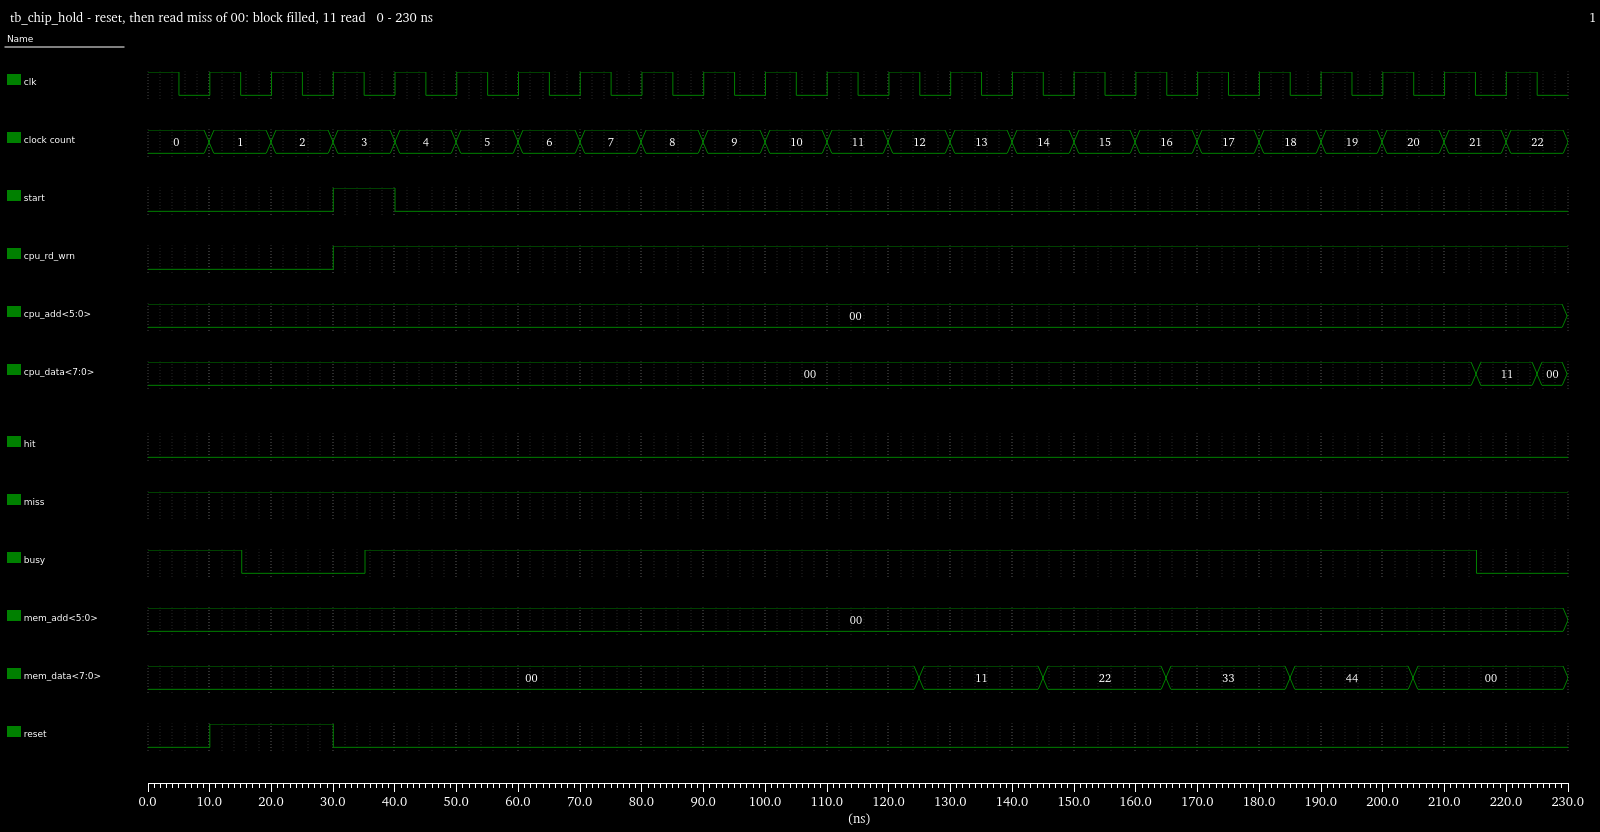 tb_chip_hold - reset, then read miss of 00: block filled, 11 read   0 - 230 ns 1
Name
clk
clock count 0 1 2 3 4 5 6 7 8 9 10 11 12 13 14 15 16 17 18 19 20 21 22
start
cpu_rd_wrn
cpu_add<5:0> 00
cpu_data<7:0> 00 11 00
hit
miss
busy
mem_add<5:0> 00
mem_data<7:0> 00 11 22 33 44 00
reset
0.0 10.0 20.0 30.0 40.0 50.0 60.0 70.0 80.0 90.0 100.0 110.0 120.0 130.0 140.0 150.0 160.0 170.0 180.0 190.0 200.0 210.0 220.0 230.0
(ns)